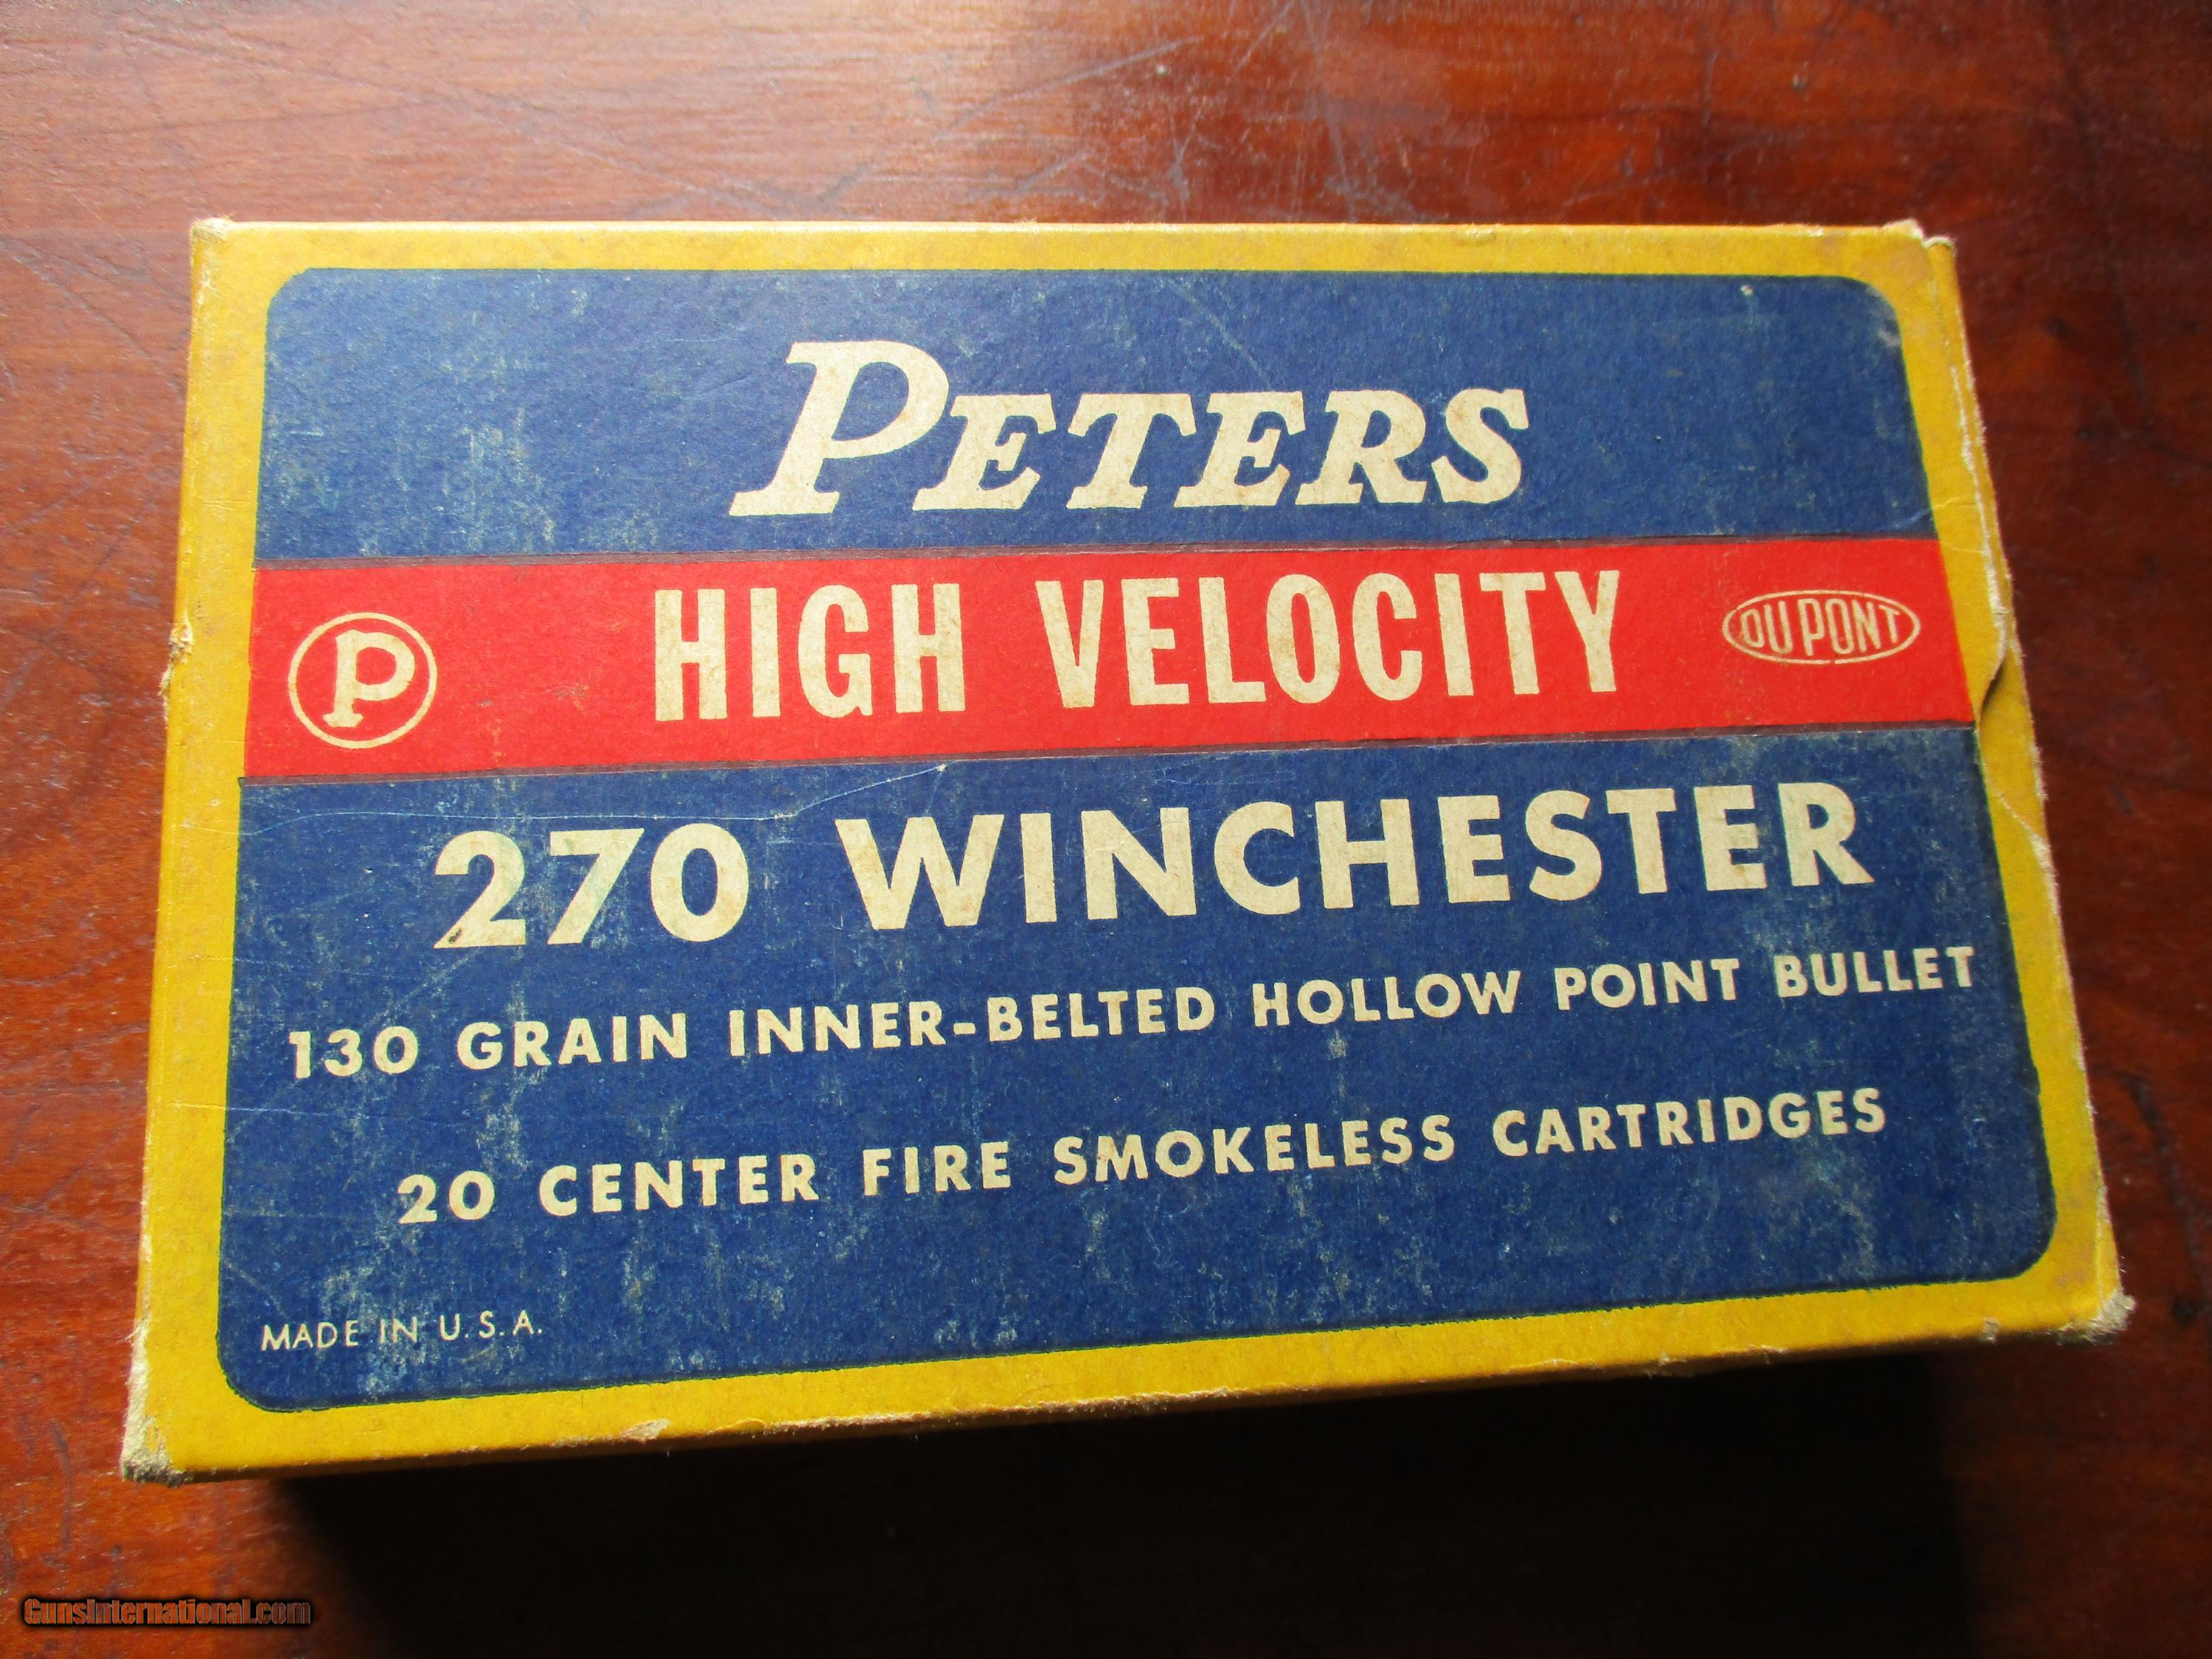 PETERS
P HIGH VELOCITY DU PONT
270 WINCHESTER
130 GRAIN INNER-BELTED HOLLOW POINT BULLET
20 CENTER FIRE SMOKELESS CARTRIDGES
MADE IN U.S.A.
GunsInternational.com